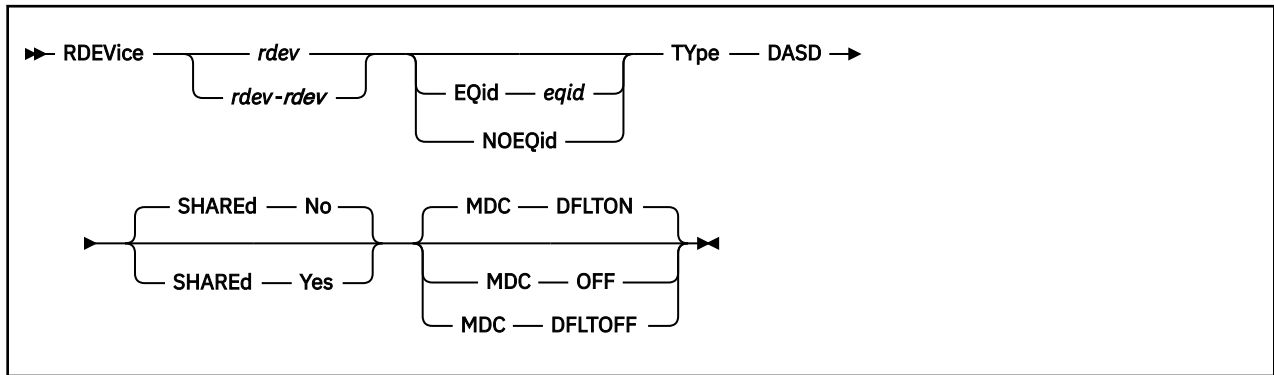 RDEVice rdev TYpe DASD
rdev-rdev EQid eqid
NOEQid
SHAREd No MDC DFLTON
SHAREd Yes MDC OFF
MDC DFLTOFF